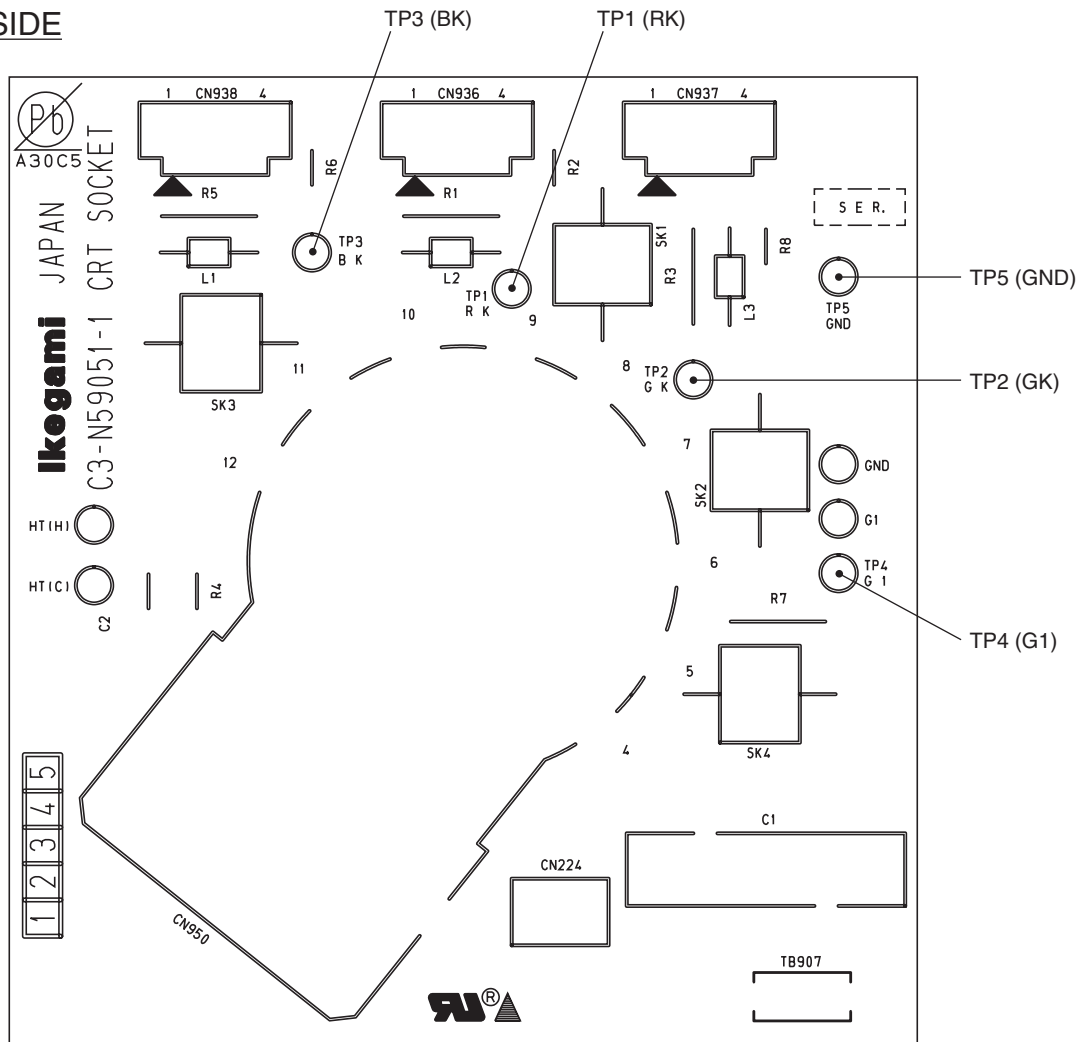 SIDE
TP3 (BK)
TP1 (RK)
Pb
A30C5
1 CN938 4
1 CN936 4
1 CN937 4
R6
R2
R5
R1
SER.
JAPAN
Ikegami
C3-N59051-1 CRT SOCKET
TP3
B K
L1
L2
TP1
R K
SK1
R3
L3
R8
TP5
GND
TP5 (GND)
10
9
11
8
SK3
TP2
G K
TP2 (GK)
12
7
SK2
GND
G1
HT(H)
6
TP4
G 1
HT(C)
C2
R4
R7
TP4 (G1)
5
SK4
4
1 2 3 4 5
C1
CN224
CN950
TB907
RU®